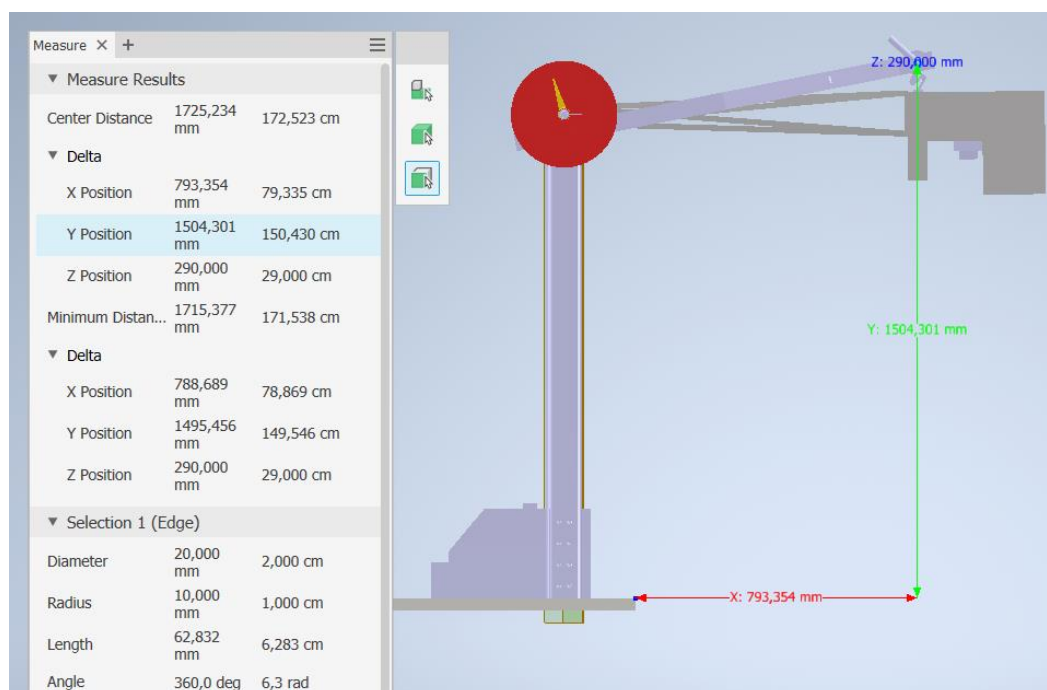 Measure × +
Measure Results
Center Distance 1725,234 mm 172,523 cm
Delta
X Position 793,354 mm 79,335 cm
Y Position 1504,301 mm 150,430 cm
Z Position 290,000 mm 29,000 cm
Minimum Distan... 1715,377 mm 171,538 cm
Delta
X Position 788,689 mm 78,869 cm
Y Position 1495,456 mm 149,546 cm
Z Position 290,000 mm 29,000 cm
Selection 1 (Edge)
Diameter 20,000 mm 2,000 cm
Radius 10,000 mm 1,000 cm
Length 62,832 mm 6,283 cm
Angle 360,0 deg 6,3 rad
Z: 290,000 mm
Y: 1504,301 mm
X: 793,354 mm